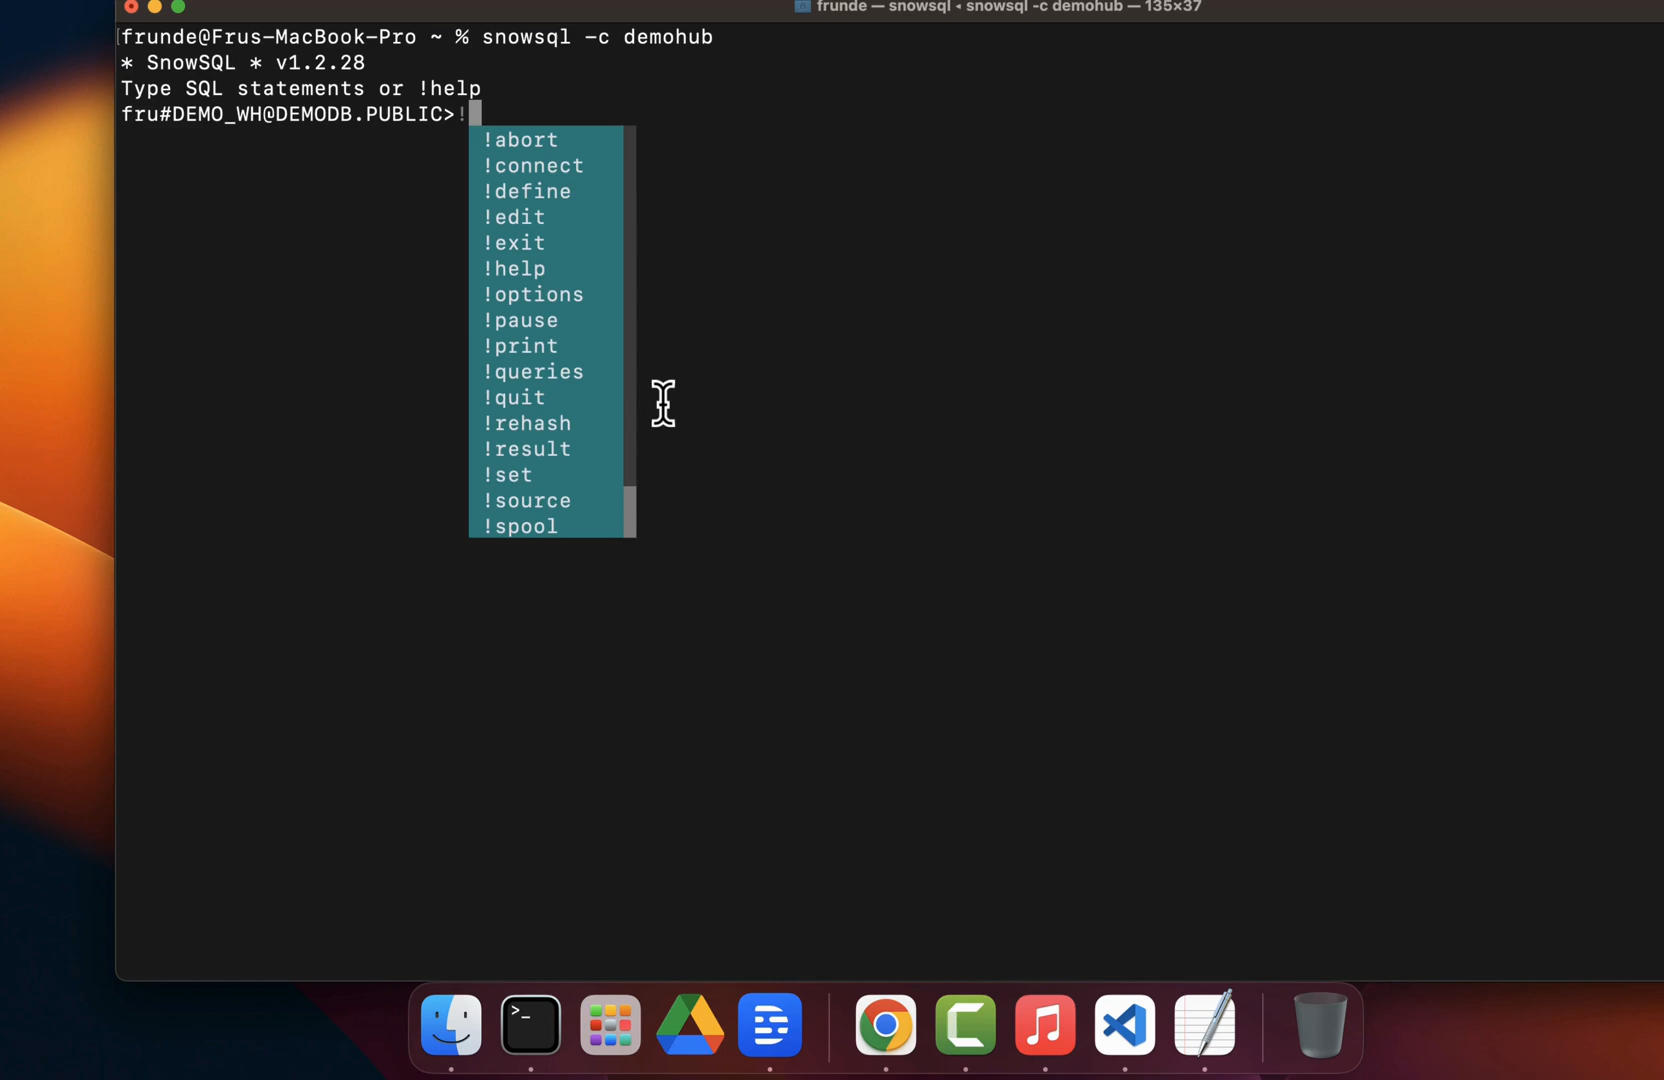 frunde — snowsql ◂ snowsql -c demohub — 135×37
frunde@Frus-MacBook-Pro ~ % snowsql -c demohub
* SnowSQL * v1.2.28
Type SQL statements or !help
fru#DEMO_WH@DEMODB.PUBLIC>!
!abort
!connect
!define
!edit
!exit
!help
!options
!pause
!print
!queries
!quit
!rehash
!result
!set
!source
!spool
>_